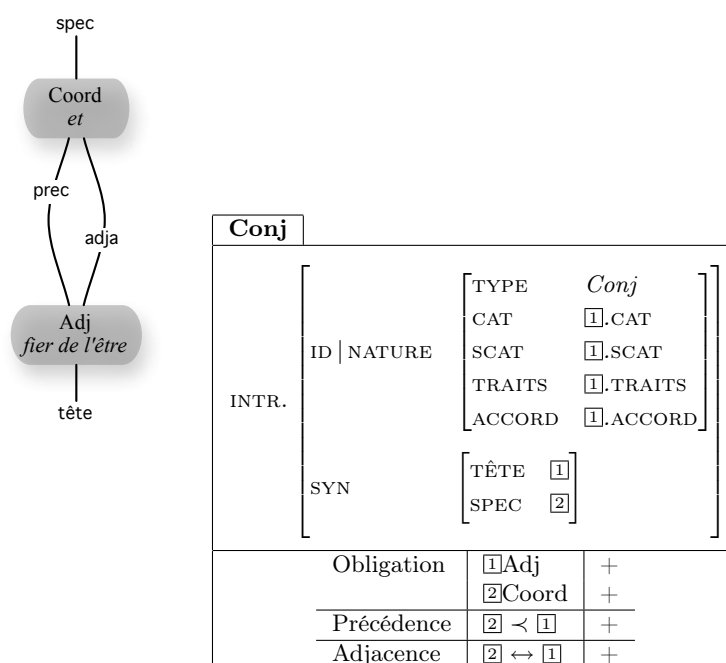 spec
Coord
et
prec
adja
Adj
fier de l'être
tête
Conj
INTR.
ID | NATURE
TYPE Conj
CAT 1.CAT
SCAT 1.SCAT
TRAITS 1.TRAITS
ACCORD 1.ACCORD
SYN
TÊTE 1
SPEC 2
Obligation 1Adj +
2Coord +
Précédence 2 ≺ 1 +
Adjacence 2 ↔ 1 +